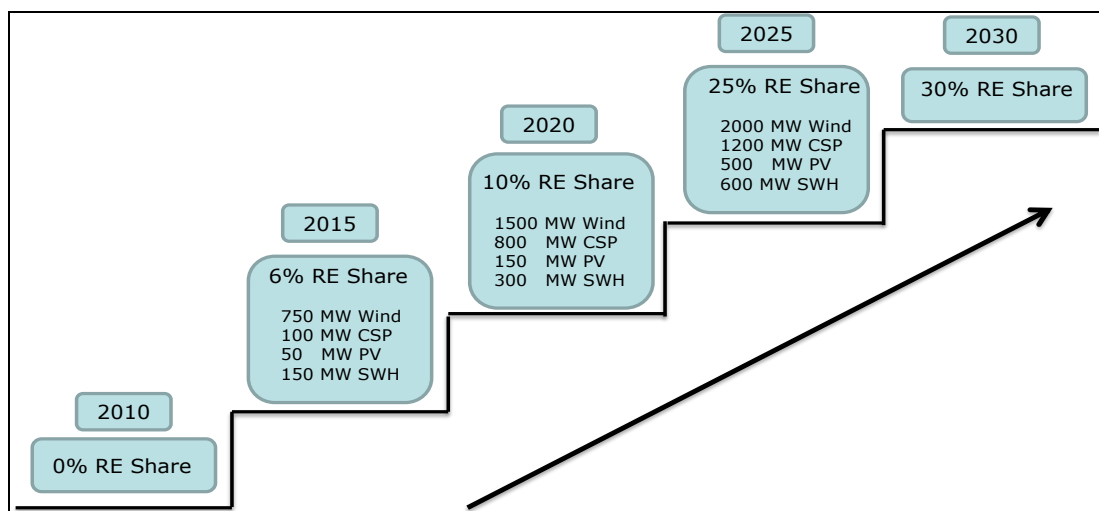 2010
0% RE Share
2015
6% RE Share
750 MW Wind
100 MW CSP
50 MW PV
150 MW SWH
2020
10% RE Share
1500 MW Wind
800 MW CSP
150 MW PV
300 MW SWH
2025
25% RE Share
2000 MW Wind
1200 MW CSP
500 MW PV
600 MW SWH
2030
30% RE Share